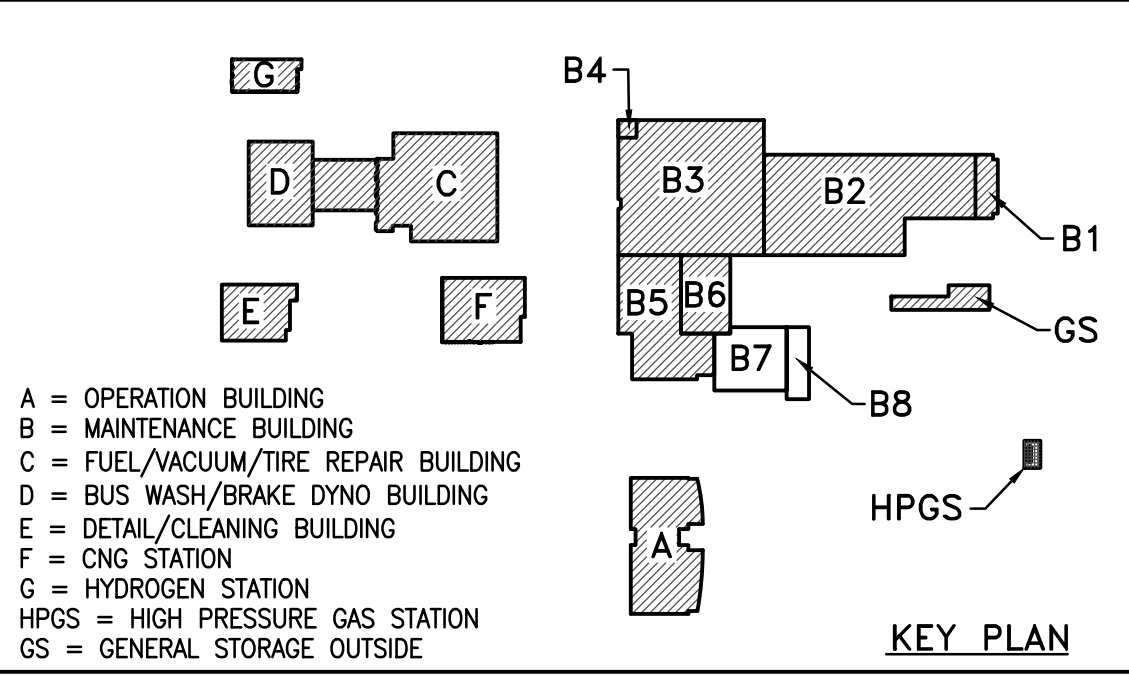 G
B4
D
C
B3
B2
B1
E
F
B5
B6
GS
B7
B8
A = OPERATION BUILDING
B = MAINTENANCE BUILDING
C = FUEL/VACUUM/TIRE REPAIR BUILDING
D = BUS WASH/BRAKE DYNO BUILDING
E = DETAIL/CLEANING BUILDING
F = CNG STATION
G = HYDROGEN STATION
HPGS = HIGH PRESSURE GAS STATION
GS = GENERAL STORAGE OUTSIDE
HPGS
A
KEY PLAN